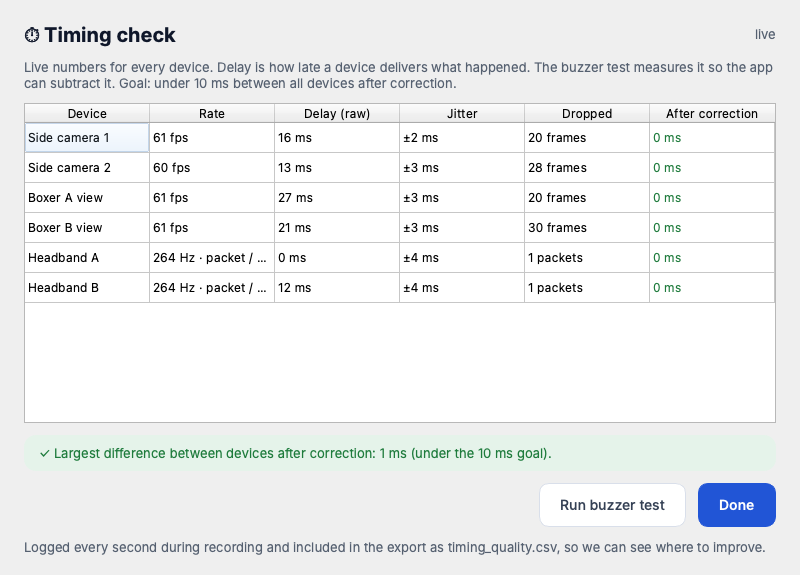 ⏱ Timing check
live
Live numbers for every device. Delay is how late a device delivers what happened. The buzzer test measures it so the app
can subtract it. Goal: under 10 ms between all devices after correction.
Device Rate Delay (raw) Jitter Dropped After correction
Side camera 1 61 fps 16 ms ±2 ms 20 frames 0 ms
Side camera 2 60 fps 13 ms ±3 ms 28 frames 0 ms
Boxer A view 61 fps 27 ms ±3 ms 20 frames 0 ms
Boxer B view 61 fps 21 ms ±3 ms 30 frames 0 ms
Headband A 264 Hz · packet / ... 0 ms ±4 ms 1 packets 0 ms
Headband B 264 Hz · packet / ... 12 ms ±4 ms 1 packets 0 ms
✓ Largest difference between devices after correction: 1 ms (under the 10 ms goal).
Run buzzer test Done
Logged every second during recording and included in the export as timing_quality.csv, so we can see where to improve.